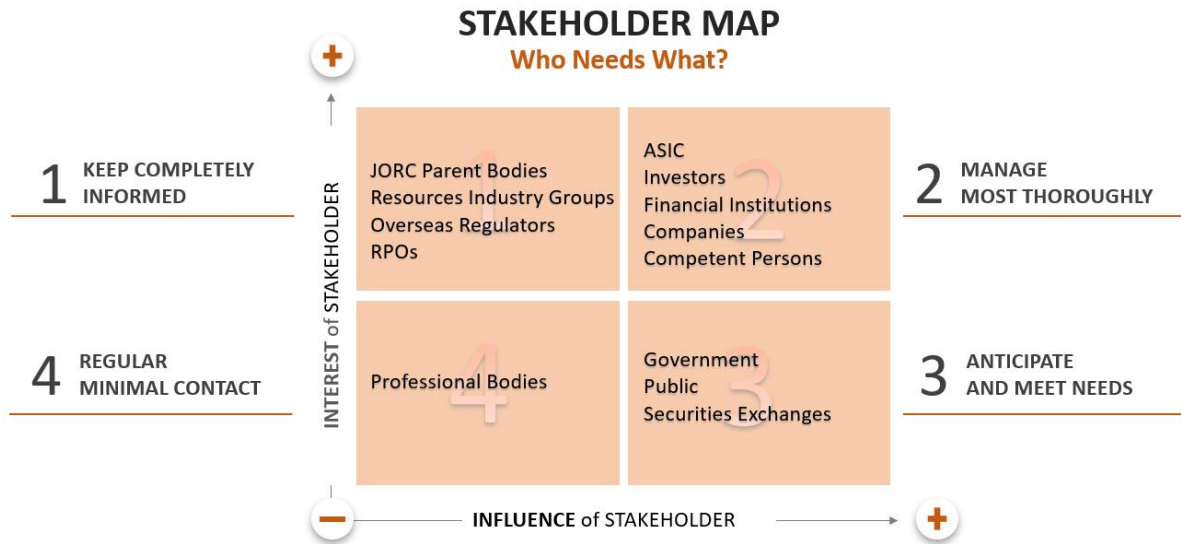 STAKEHOLDER MAP
Who Needs What?
1
KEEP COMPLETELY
INFORMED
4
REGULAR
MINIMAL CONTACT
INTEREST of STAKEHOLDER
1
JORC Parent Bodies
Resources Industry Groups
Overseas Regulators
RPOs
2
ASIC
Investors
Financial Institutions
Companies
Competent Persons
4
Professional Bodies
3
Government
Public
Securities Exchanges
2
MANAGE
MOST THOROUGHLY
3
ANTICIPATE
AND MEET NEEDS
INFLUENCE of STAKEHOLDER